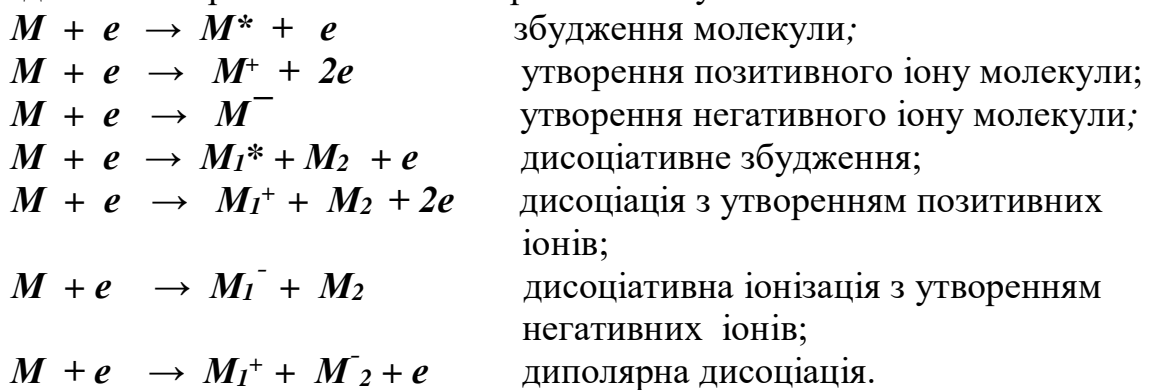 M + e → M* + e збудження молекули;
M + e → M⁺ + 2e утворення позитивного іону молекули;
M + e → M⁻ утворення негативного іону молекули;
M + e → M₁* + M₂ + e дисоціативне збудження;
M + e → M₁⁺ + M₂ + 2e дисоціація з утворенням позитивних
іонів;
M + e → M₁⁻ + M₂ дисоціативна іонізація з утворенням
негативних іонів;
M + e → M₁⁺ + M⁻₂ + e диполярна дисоціація.